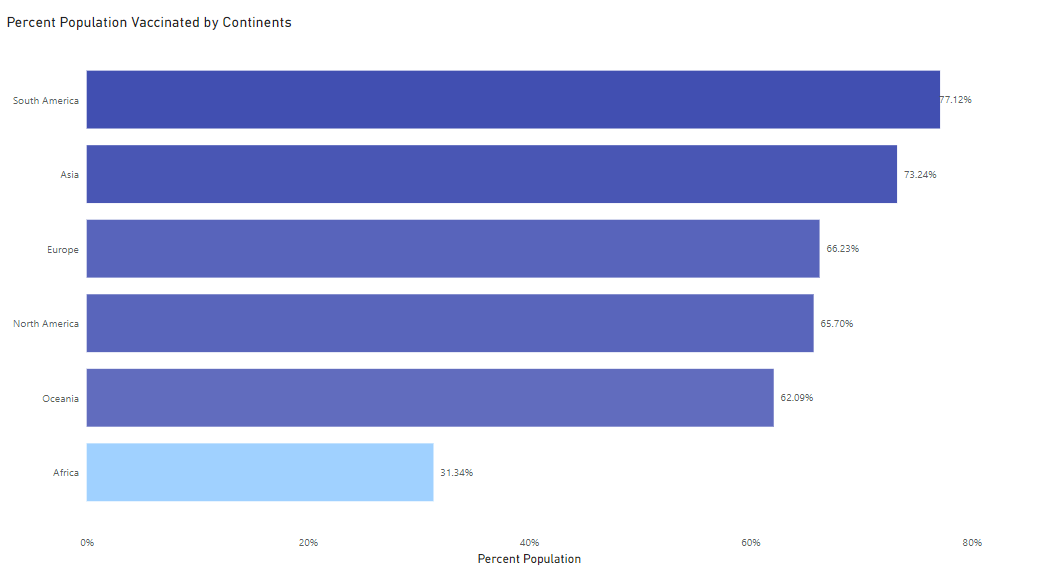 Percent Population Vaccinated by Continents
South America 77.12%
Asia 73.24%
Europe 66.23%
North America 65.70%
Oceania 62.09%
Africa 31.34%
0% 20% 40% 60% 80%
Percent Population